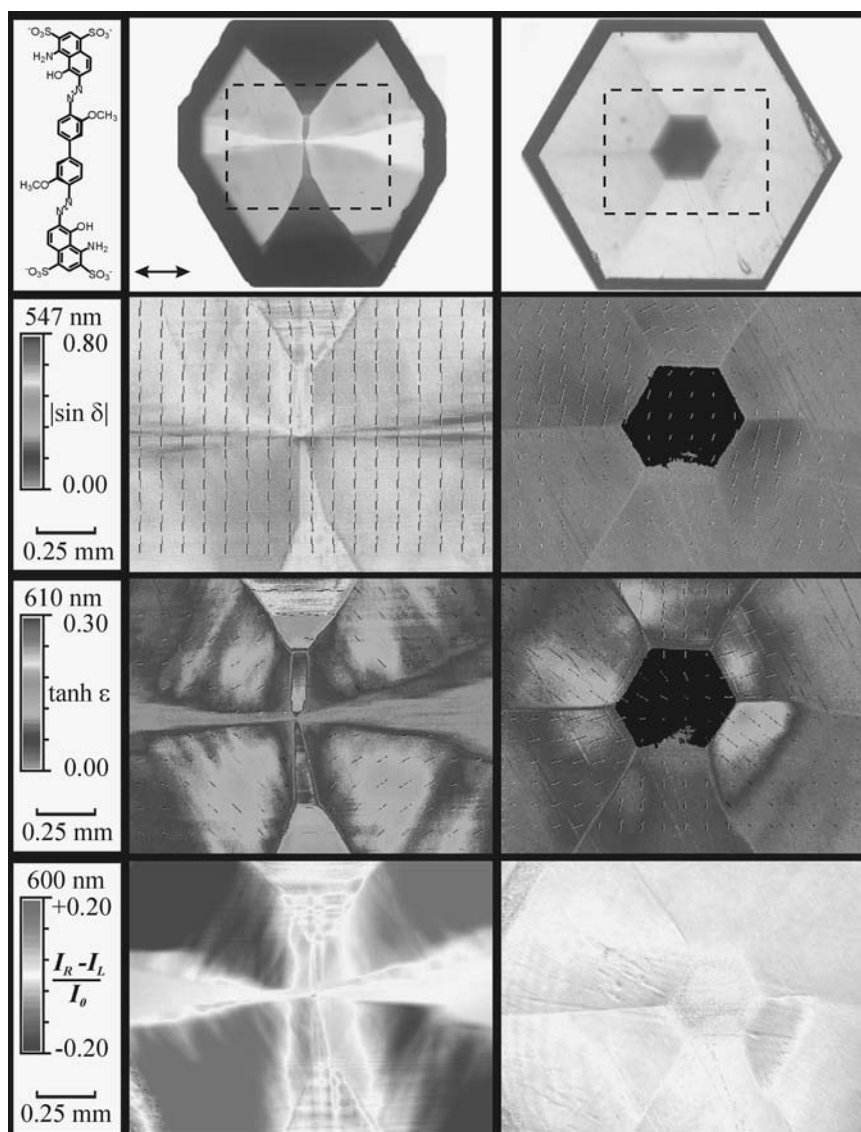 -O3S SO3-
H2N
HO
N
N
OCH3
H3CO
N
N
OH
NH2
SO3- SO3-
547 nm
0.80
|sin δ|
0.00
0.25 mm
610 nm
0.30
tanh ε
0.00
0.25 mm
600 nm
+0.20
I_R - I_L
I_0
-0.20
0.25 mm